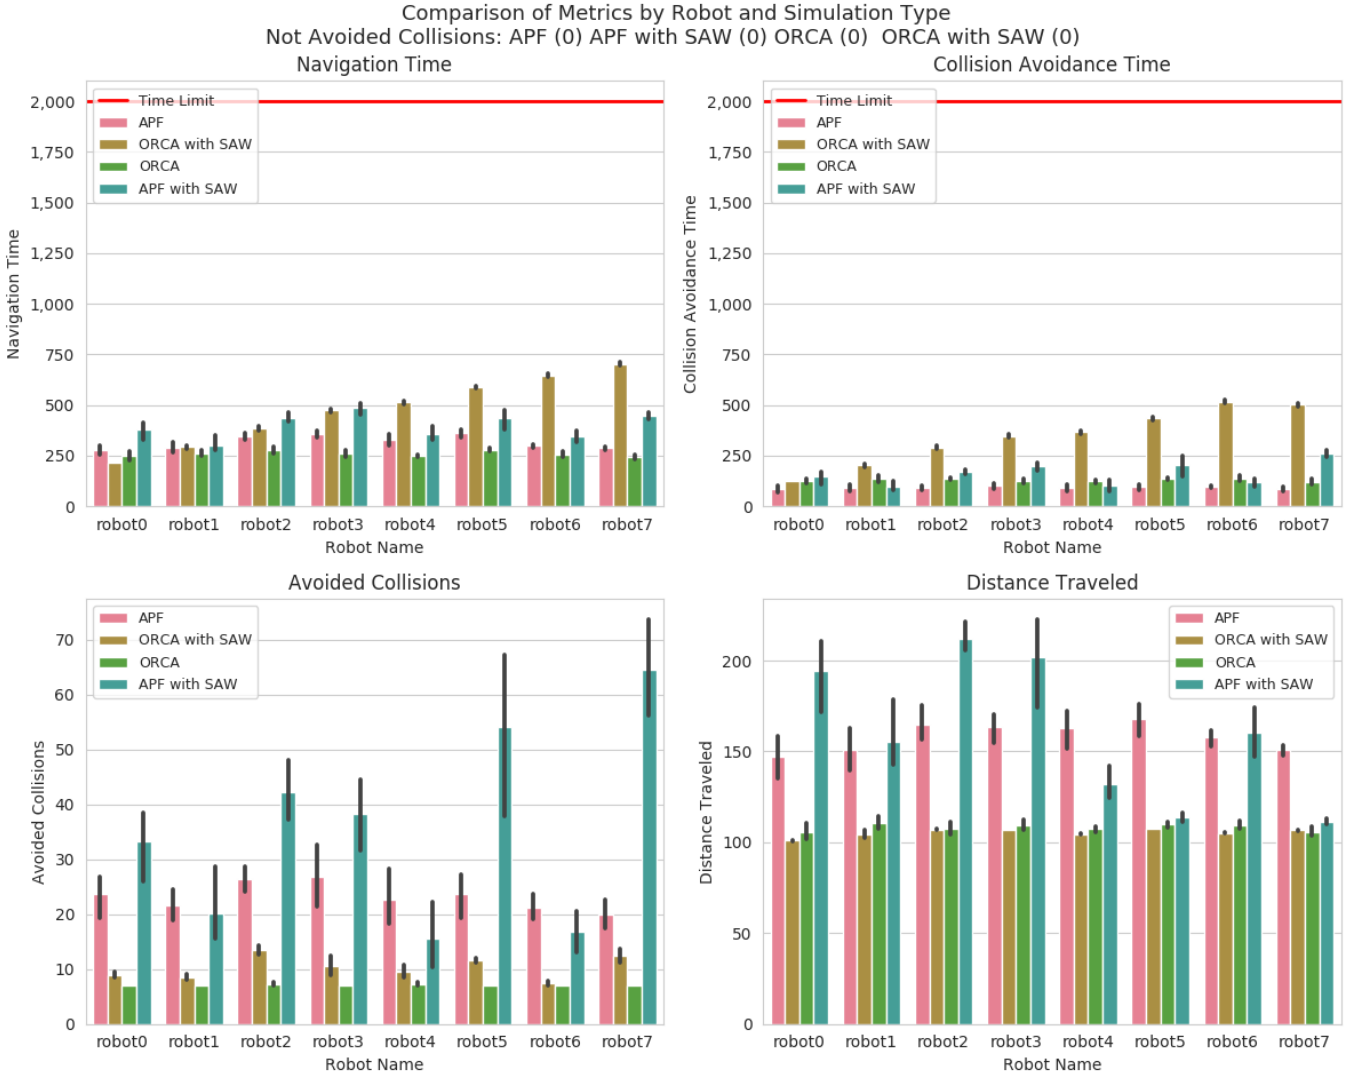 Comparison of Metrics by Robot and Simulation Type
Not Avoided Collisions: APF (0) APF with SAW (0) ORCA (0)  ORCA with SAW (0)
Navigation Time
Time Limit
APF
ORCA with SAW
ORCA
APF with SAW
Navigation Time
2,000
1,750
1,500
1,250
1,000
750
500
250
0
robot0 robot1 robot2 robot3 robot4 robot5 robot6 robot7
Robot Name
Collision Avoidance Time
Time Limit
APF
ORCA with SAW
ORCA
APF with SAW
Collision Avoidance Time
2,000
1,750
1,500
1,250
1,000
750
500
250
0
robot0 robot1 robot2 robot3 robot4 robot5 robot6 robot7
Robot Name
Avoided Collisions
APF
ORCA with SAW
ORCA
APF with SAW
Avoided Collisions
70
60
50
40
30
20
10
0
robot0 robot1 robot2 robot3 robot4 robot5 robot6 robot7
Robot Name
Distance Traveled
APF
ORCA with SAW
ORCA
APF with SAW
Distance Traveled
200
150
100
50
0
robot0 robot1 robot2 robot3 robot4 robot5 robot6 robot7
Robot Name